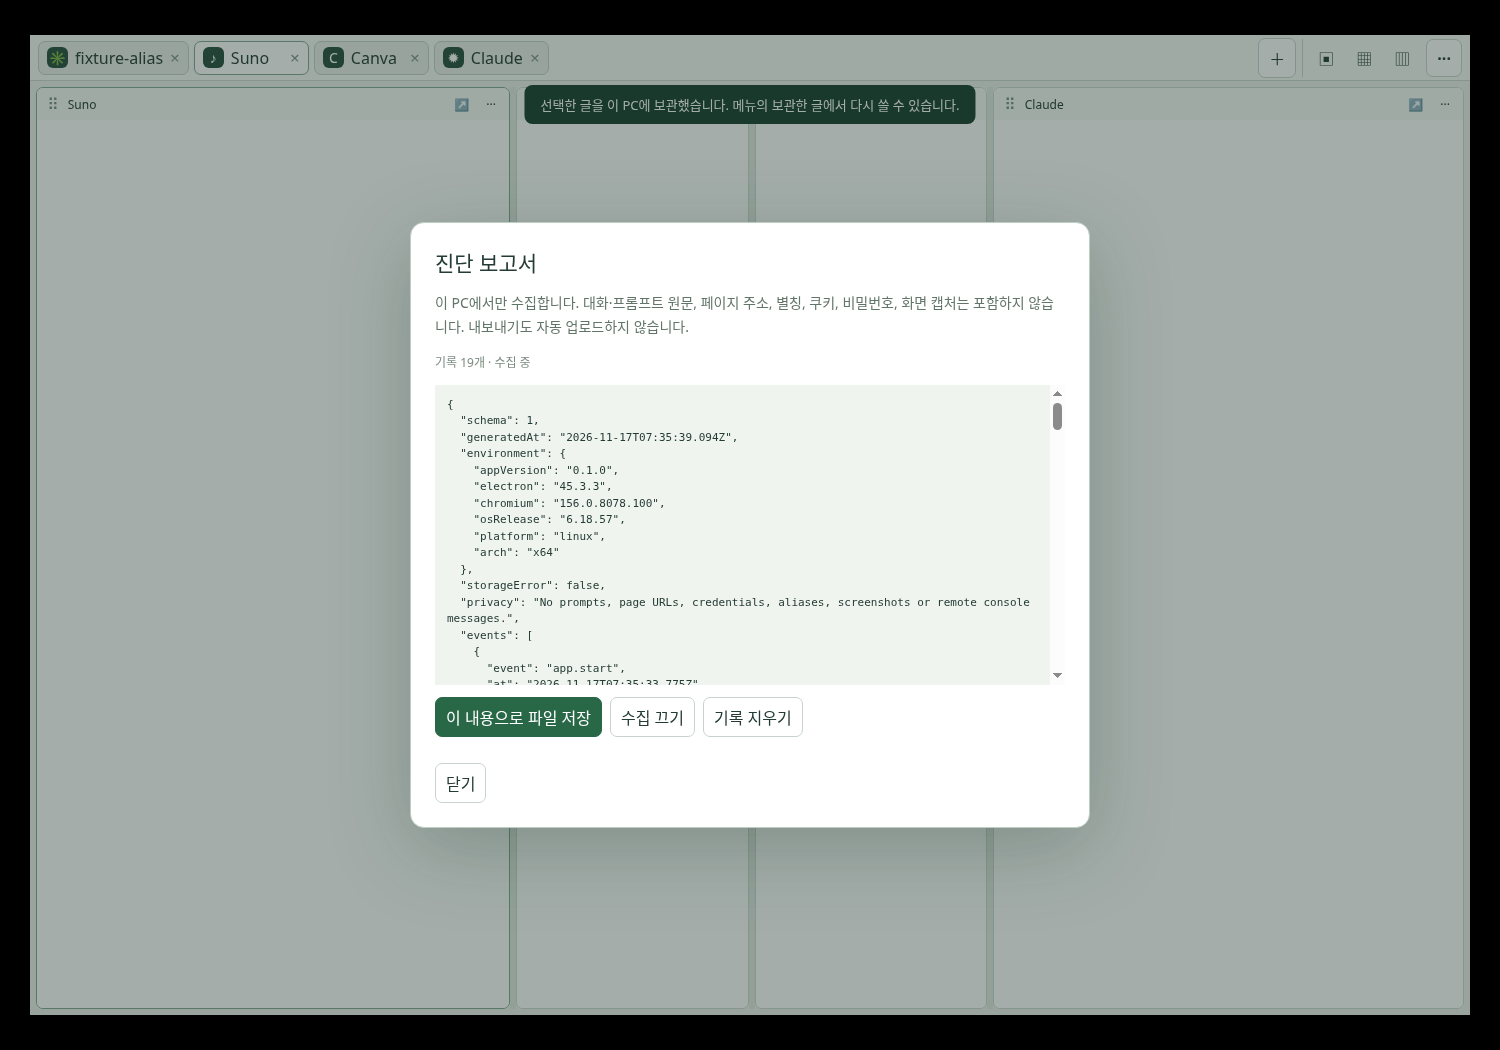 fixture-alias
Suno
Canva
Claude
Suno
선택한 글을 이 PC에 보관했습니다. 메뉴의 보관한 글에서 다시 쓸 수 있습니다.
Claude
진단 보고서
이 PC에서만 수집합니다. 대화·프롬프트 원문, 페이지 주소, 별칭, 쿠키, 비밀번호, 화면 캡처는 포함하지 않습
니다. 내보내기도 자동 업로드하지 않습니다.
기록 19개 · 수집 중
{
  "schema": 1,
  "generatedAt": "2026-11-17T07:35:39.094Z",
  "environment": {
    "appVersion": "0.1.0",
    "electron": "45.3.3",
    "chromium": "156.0.8078.100",
    "osRelease": "6.18.57",
    "platform": "linux",
    "arch": "x64"
  },
  "storageError": false,
  "privacy": "No prompts, page URLs, credentials, aliases, screenshots or remote console
messages.",
  "events": [
    {
      "event": "app.start",
      "at": "2026-11-17T07:35:33.775Z"
이 내용으로 파일 저장
수집 끄기
기록 지우기
닫기